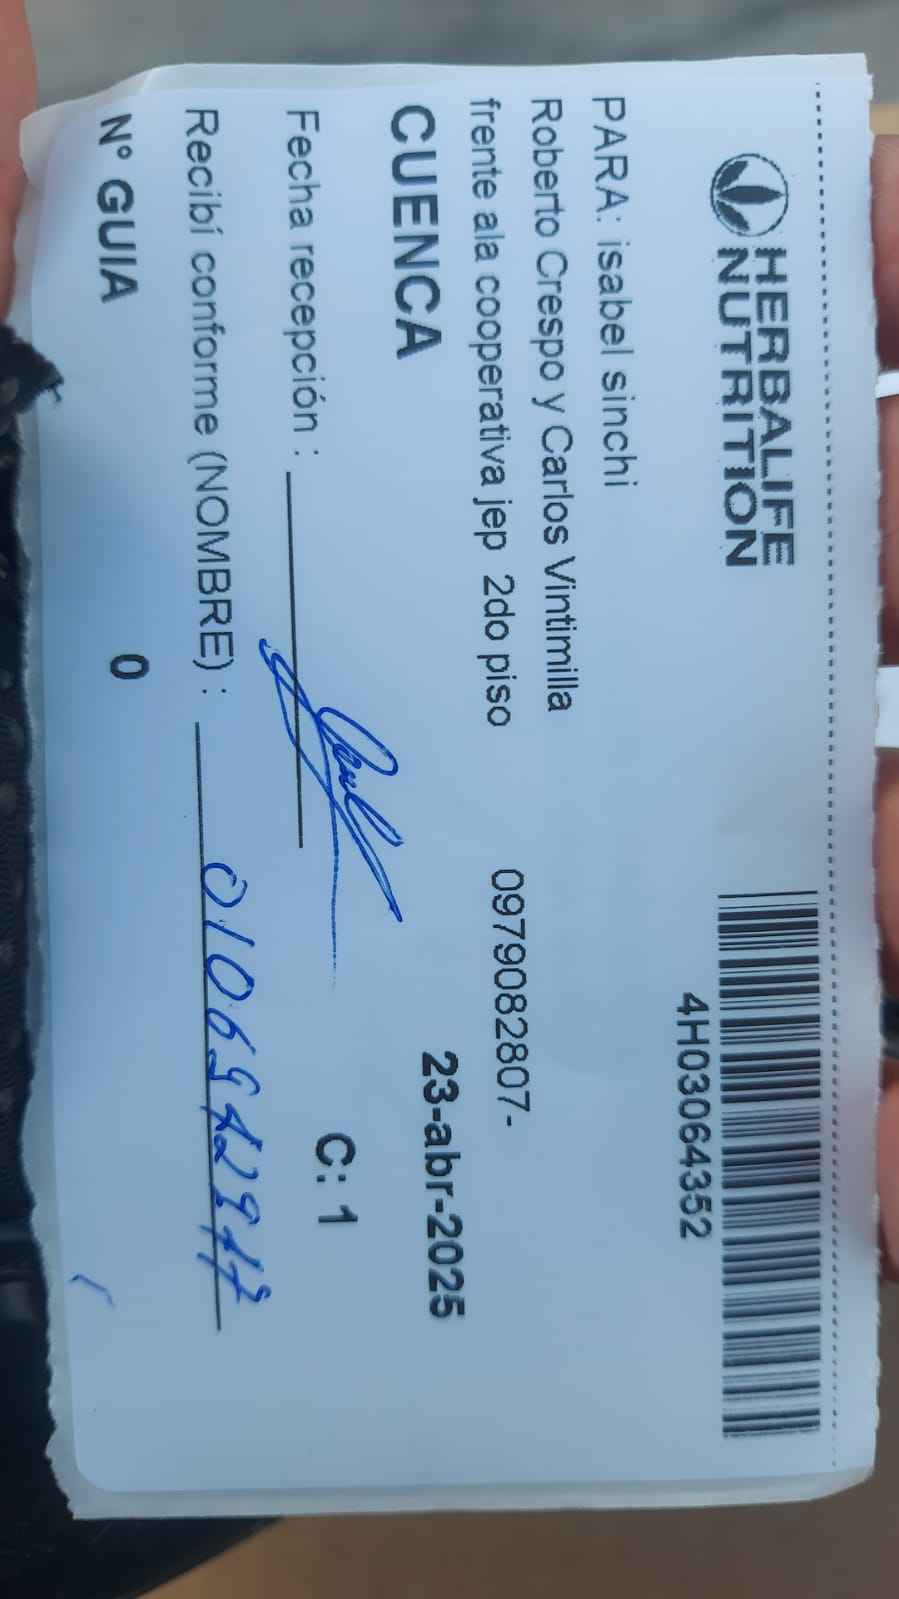 HERBALIFE
NUTRITION
4H03064352
PARA: isabel sinchi
Roberto Crespo y Carlos Vintimilla
frente ala cooperativa jep 2do piso
0979082807-
CUENCA
23-abr-2025
Fecha recepción :
C: 1
Recibí conforme (NOMBRE) :
N° GUIA 0